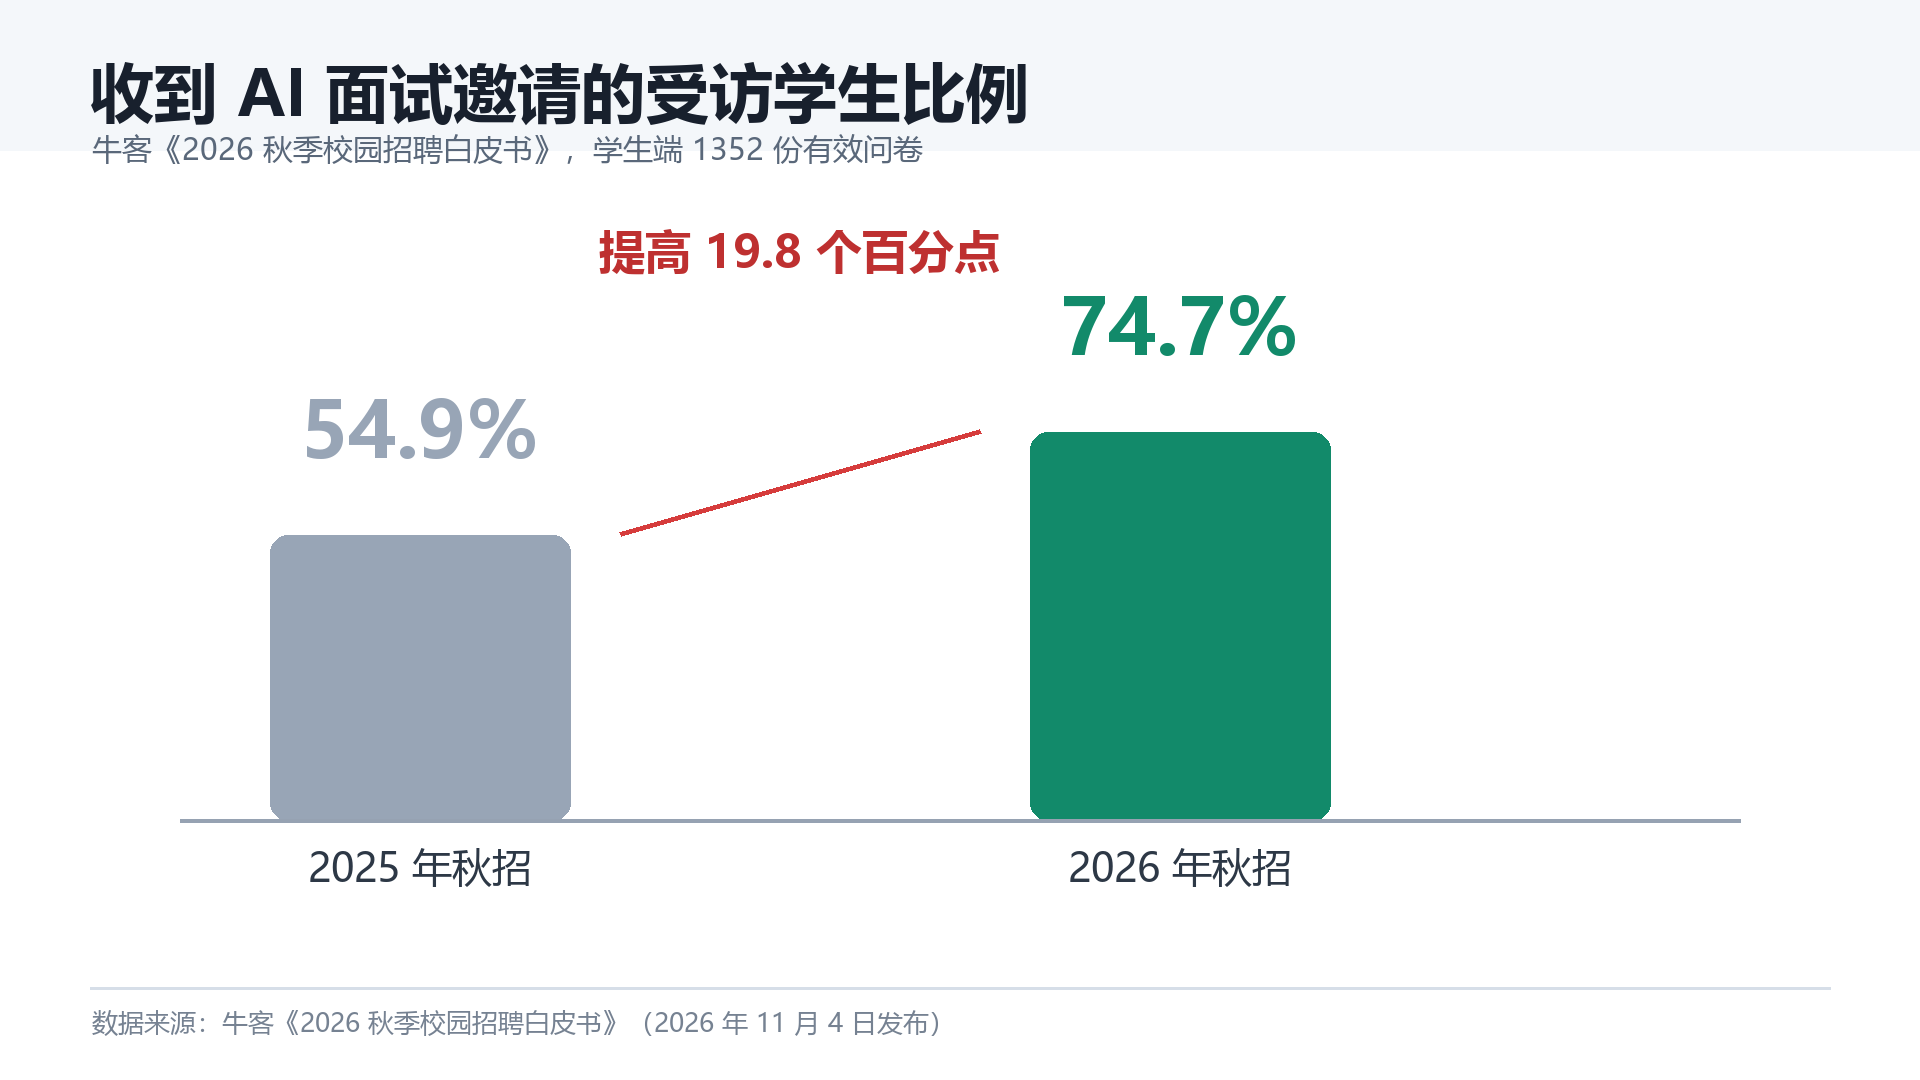 收到 AI 面试邀请的受访学生比例
牛客《2026 秋季校园招聘白皮书》，学生端 1352 份有效问卷
提高 19.8 个百分点
74.7%
54.9%
2025 年秋招
2026 年秋招
数据来源：牛客《2026 秋季校园招聘白皮书》（2026 年 11 月 4 日发布）